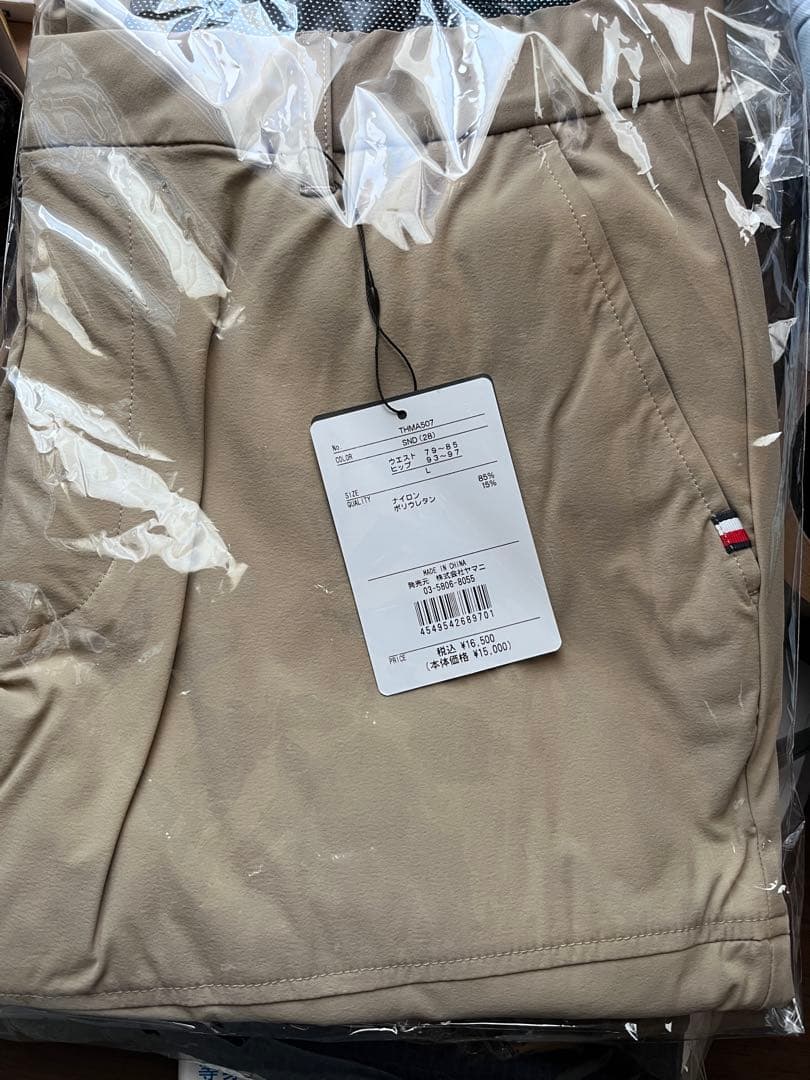 No.
THMA507
COLOR
SND(28)
ウエスト 79~85
ヒップ 93~97
SIZE
L
QUALITY
ナイロン 85%
ポリウレタン 15%
MADE IN CHINA
発売元 株式会社ヤマニ
03-5806-8055
4549542689701
PRICE
税込 ¥16,500
(本体価格 ¥15,000)